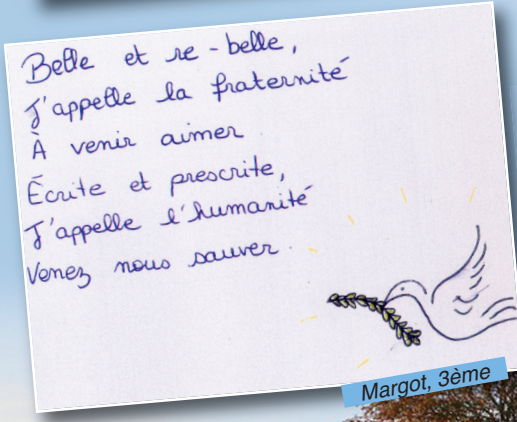 Belle et re-belle,
J'appelle la fraternité
À venir aimer
Écrite et prescrite,
J'appelle l'humanité
Venez nous sauver.
Margot, 3ème